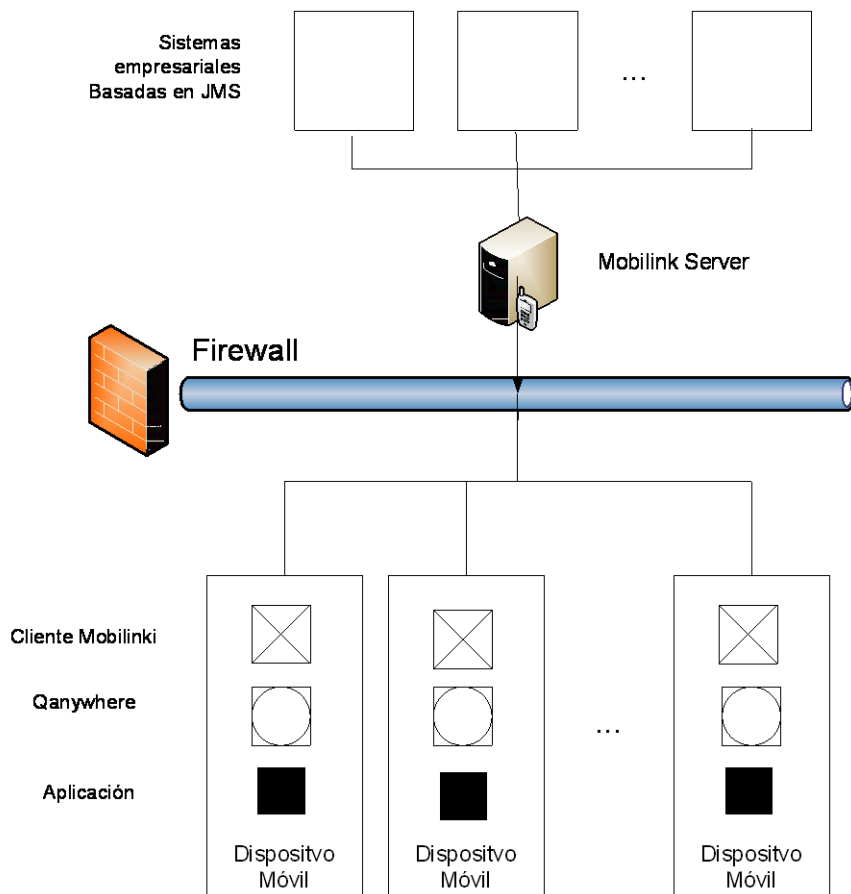 Sistemas
empresariales
Basadas en JMS
...
Mobilink Server
Firewall
Cliente Mobilinki
Qanywhere
...
Aplicación
Dispositvo
Móvil
Dispositvo
Móvil
Dispositvo
Móvil